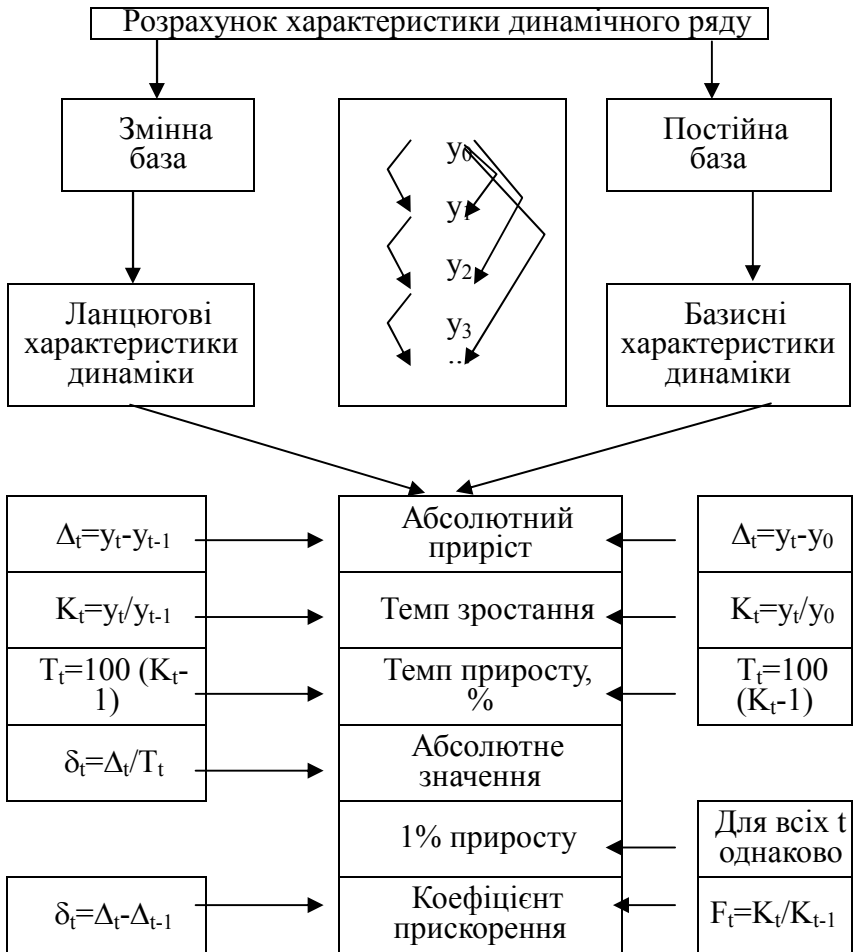 Розрахунок характеристики динамічного ряду
Змінна
база
y₀
y₁
y₂
y₃
...
Постійна
база
Ланцюгові
характеристики
динаміки
Базисні
характеристики
динаміки
Δₜ=yₜ-yₜ₋₁
Абсолютний
приріст
Δₜ=yₜ-y₀
Kₜ=yₜ/yₜ₋₁
Темп зростання
Kₜ=yₜ/y₀
Tₜ=100 (Kₜ-
1)
Темп приросту,
%
Tₜ=100
(Kₜ-1)
δₜ=Δₜ/Tₜ
Абсолютне
значення
1% приросту
Для всіх t
однаково
δₜ=Δₜ-Δₜ₋₁
Коефіцієнт
прискорення
Fₜ=Kₜ/Kₜ₋₁